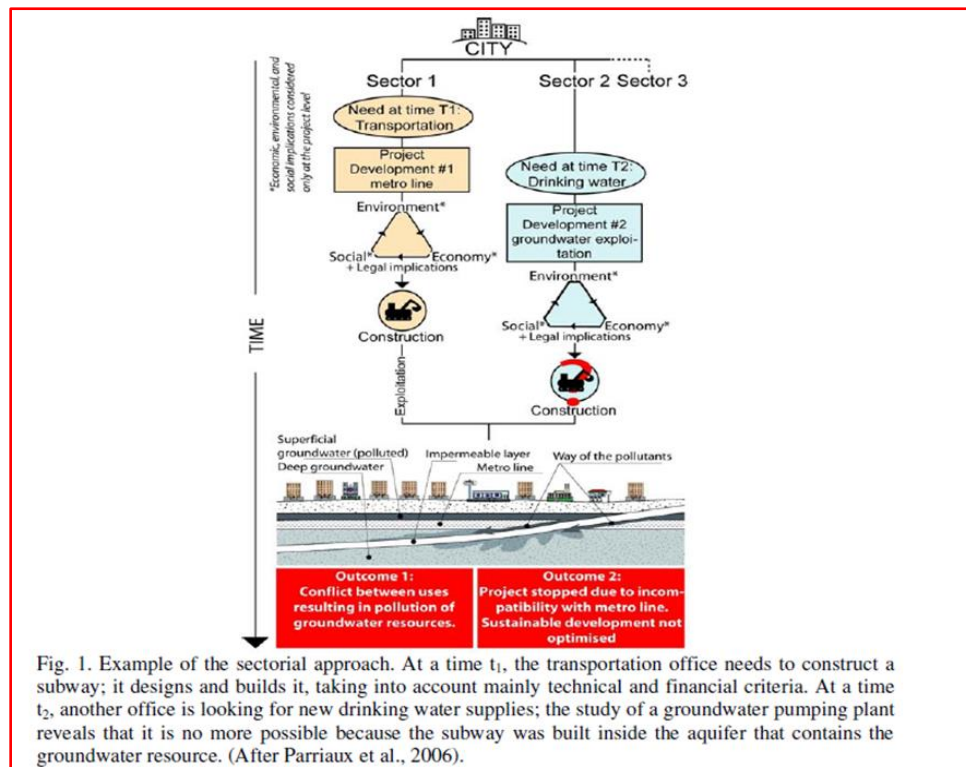 CITY
Sector 1
Sector 2 Sector 3
*Economic, environmental, and
social implications considered
only at the project level
Need at time T1:
Transportation
Project
Development #1
metro line
Environment*
Social* Economy*
+ Legal implications
Construction
Exploitation
Need at time T2:
Drinking water
Project
Development #2
groundwater exploi-
tation
Environment*
Social* Economy*
+ Legal implications
Construction
TIME
Superficial
groundwater (polluted)
Deep groundwater
Impermeable layer
Metro line
Way of the pollutants
Outcome 1:
Conflict between uses
resulting in pollution of
groundwater resources.
Outcome 2:
Project stopped due to incom-
patibility with metro line.
Sustainable development not
optimised
Fig. 1. Example of the sectorial approach. At a time t₁, the transportation office needs to construct a
subway; it designs and builds it, taking into account mainly technical and financial criteria. At a time
t₂, another office is looking for new drinking water supplies; the study of a groundwater pumping plant
reveals that it is no more possible because the subway was built inside the aquifer that contains the
groundwater resource. (After Parriaux et al., 2006).